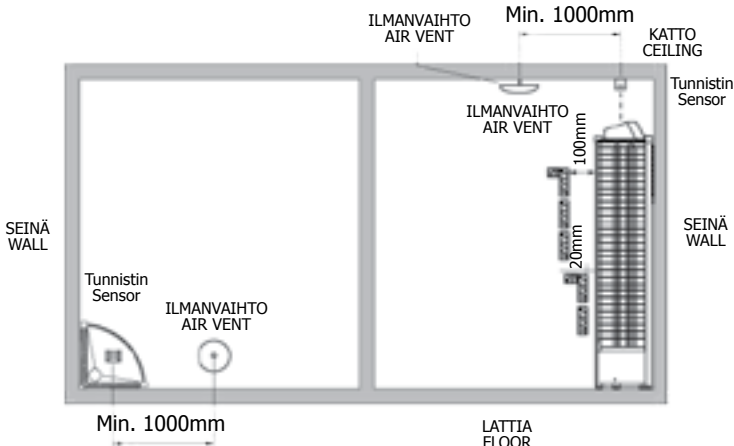 ILMANVAIHTO
AIR VENT
Min. 1000mm
KATTO
CEILING
Tunnistin
Sensor
ILMANVAIHTO
AIR VENT
100mm
20mm
SEINÄ
WALL
SEINÄ
WALL
Tunnistin
Sensor
ILMANVAIHTO
AIR VENT
Min. 1000mm
LATTIA
FLOOR